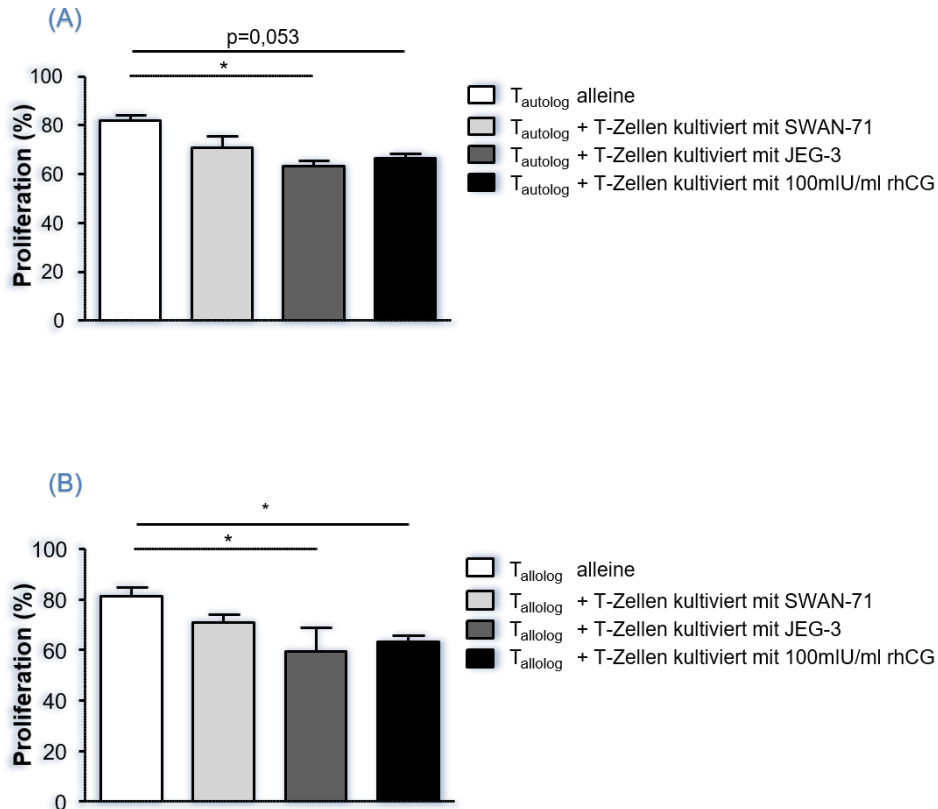 (A)
p=0,053
*
100
80
60
40
20
0
Proliferation (%)
Tautolog alleine
Tautolog + T-Zellen kultiviert mit SWAN-71
Tautolog + T-Zellen kultiviert mit JEG-3
Tautolog + T-Zellen kultiviert mit 100mIU/ml rhCG
(B)
*
*
100
80
60
40
20
0
Proliferation (%)
Tallolog alleine
Tallolog + T-Zellen kultiviert mit SWAN-71
Tallolog + T-Zellen kultiviert mit JEG-3
Tallolog + T-Zellen kultiviert mit 100mIU/ml rhCG